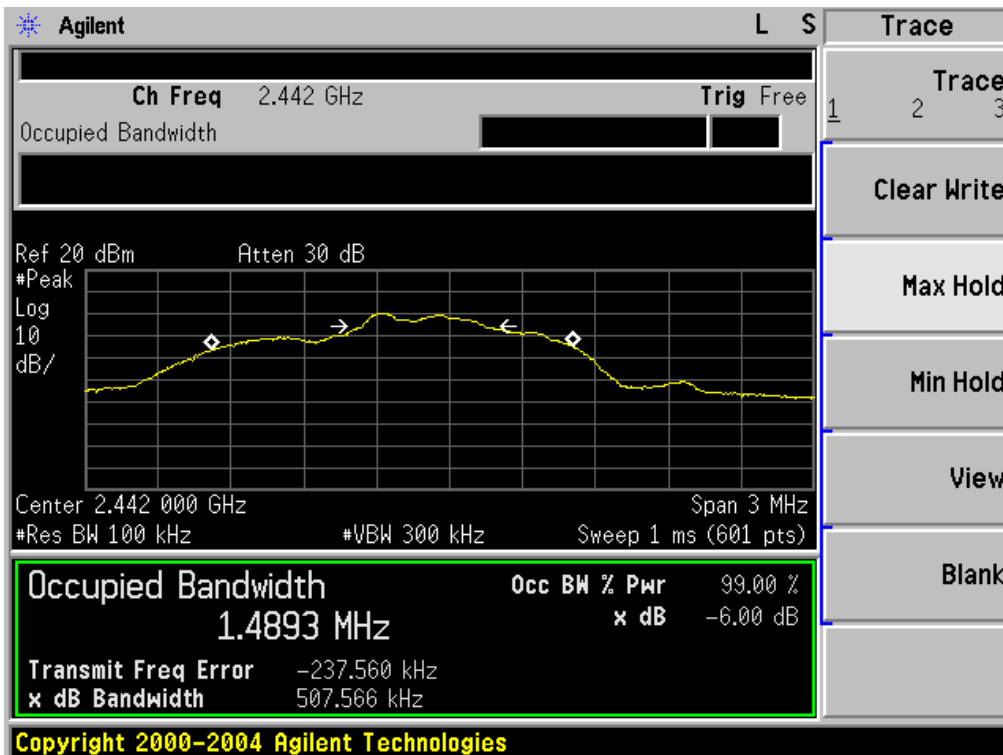 Agilent L S Trace
Ch Freq 2.442 GHz Trig Free
Occupied Bandwidth
Trace
1 2 3
Clear Write
Max Hold
Min Hold
View
Blank
Ref 20 dBm Atten 30 dB
#Peak
Log
10
dB/
Center 2.442 000 GHz Span 3 MHz
#Res BW 100 kHz #VBW 300 kHz Sweep 1 ms (601 pts)
Occupied Bandwidth Occ BW % Pwr 99.00 %
1.4893 MHz x dB -6.00 dB
Transmit Freq Error -237.560 kHz
x dB Bandwidth 507.566 kHz
Copyright 2000-2004 Agilent Technologies